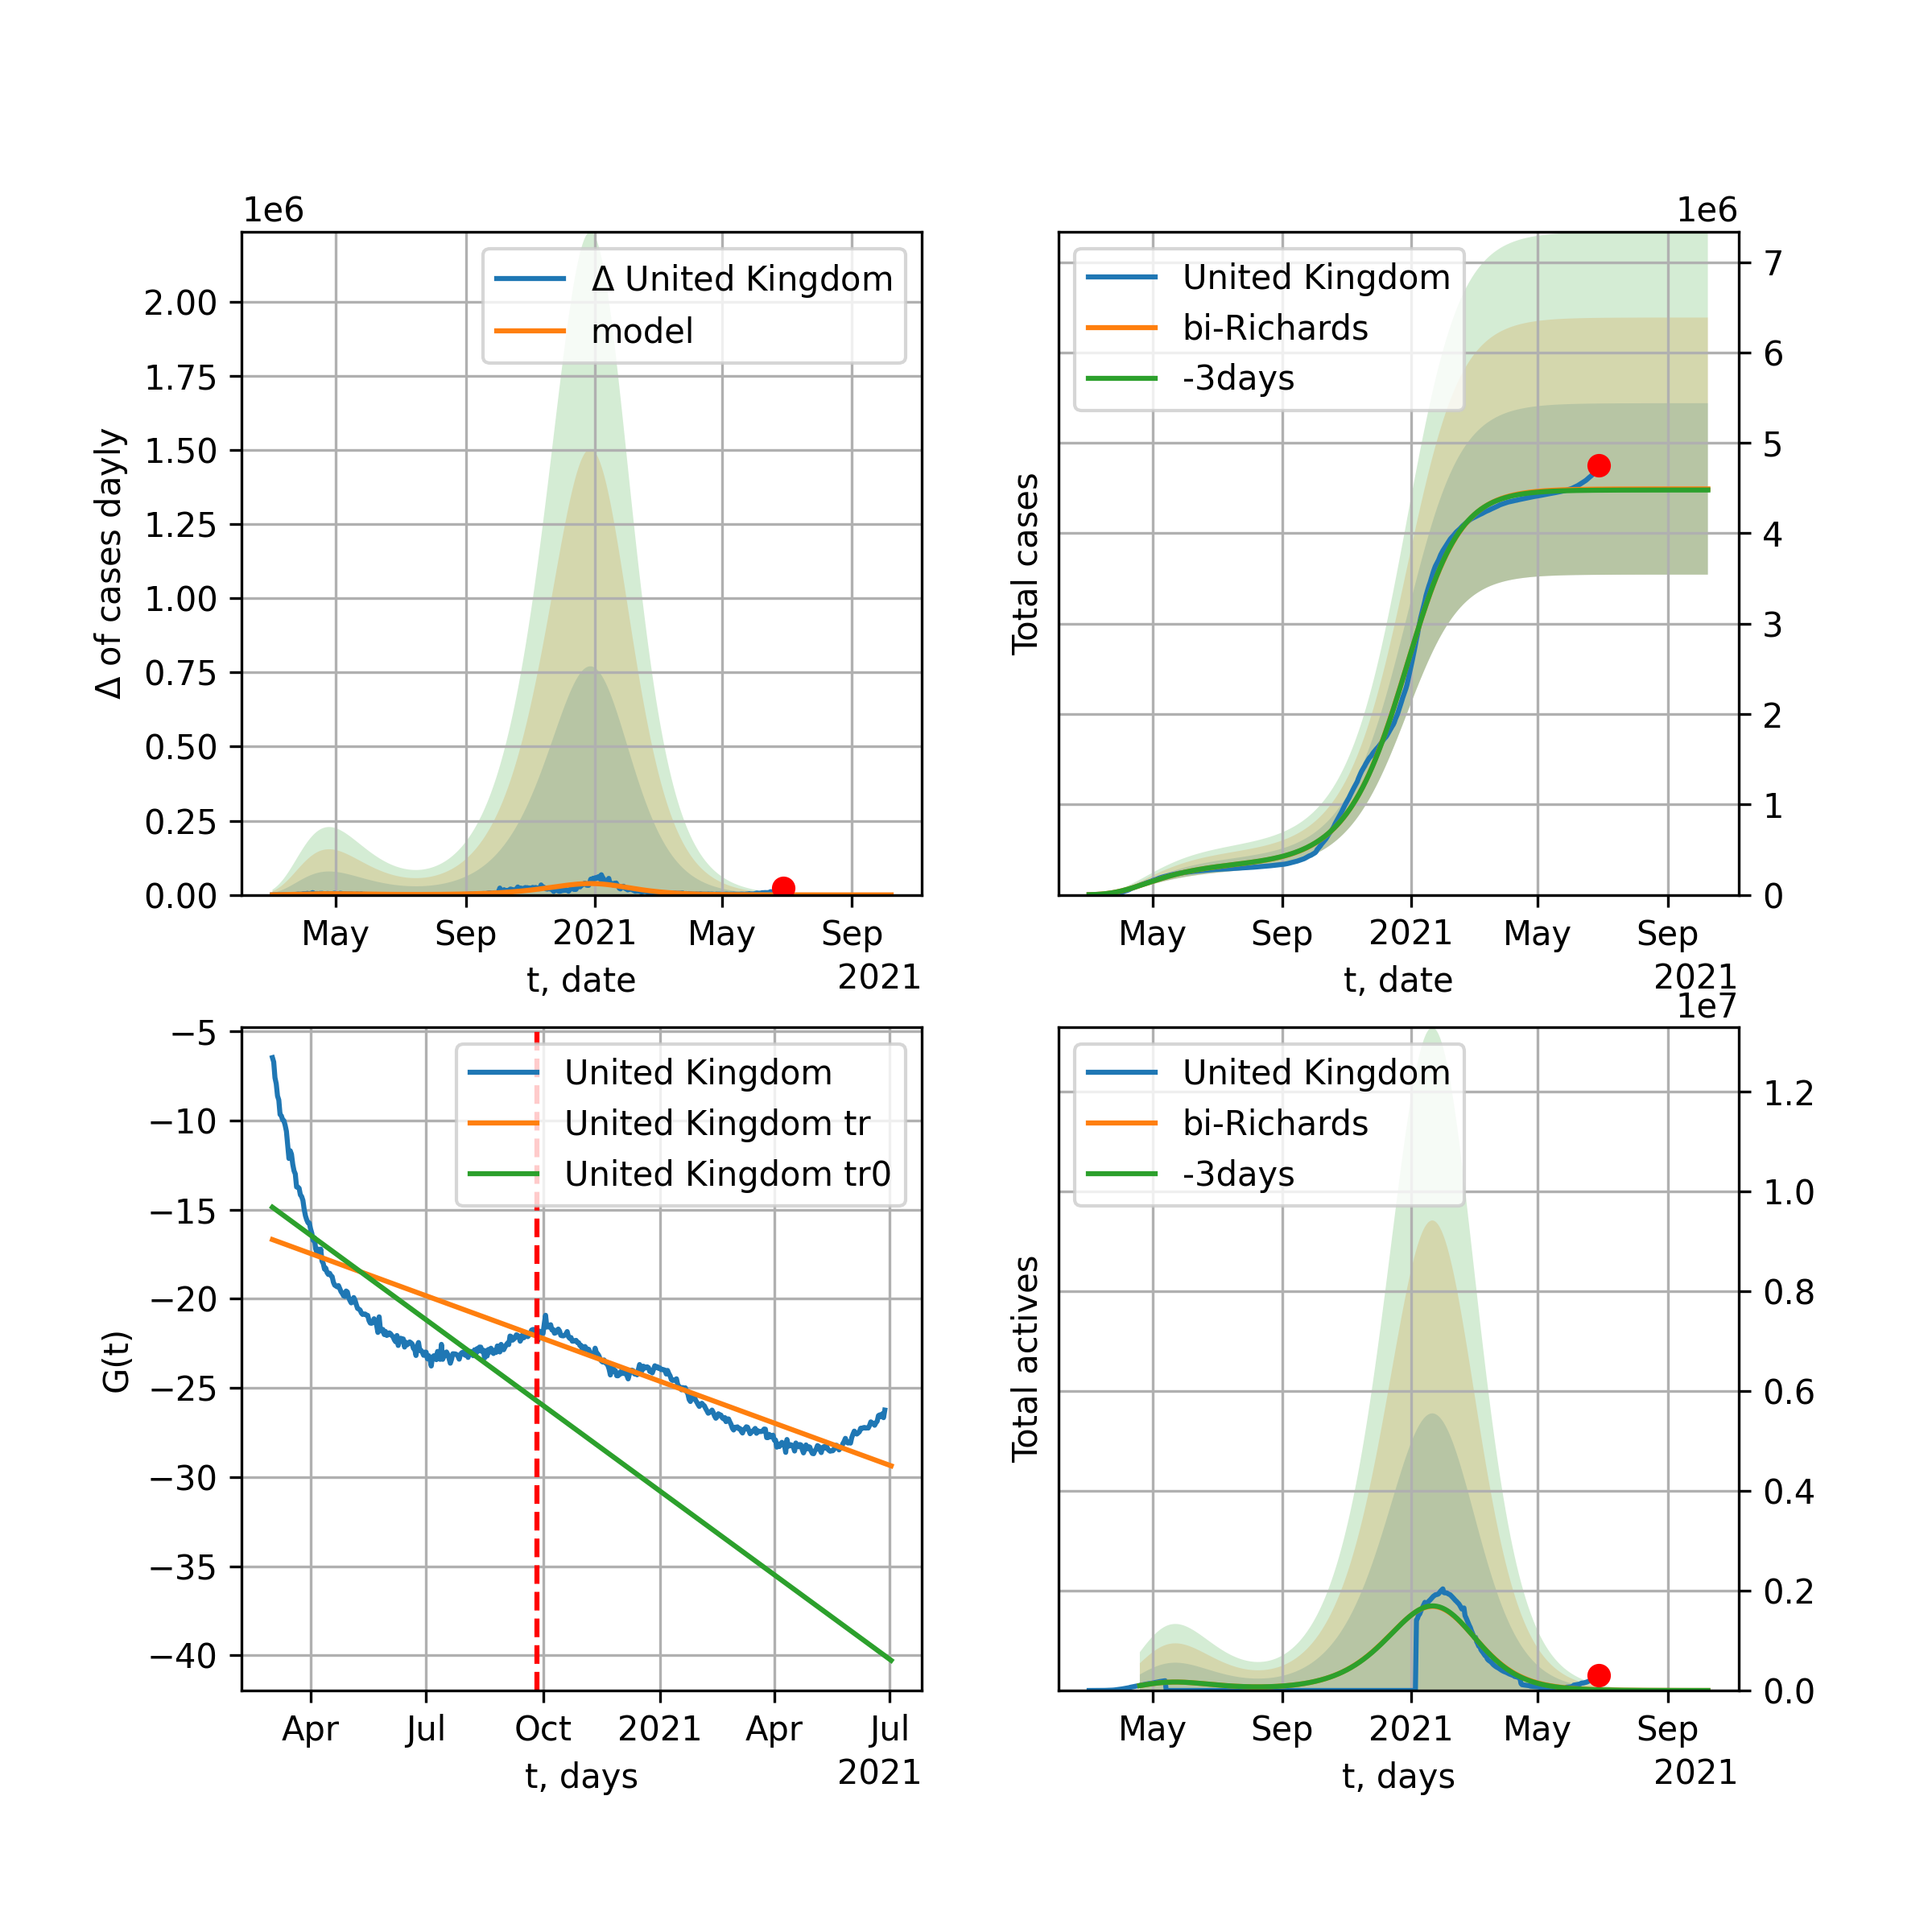 1e6
Δ United Kingdom
model
2.00
1.75
1.50
1.25
1.00
0.75
0.50
0.25
0.00
Δ of cases dayly
May Sep 2021 May Sep
t, date
2021
1e6
United Kingdom
bi-Richards
-3days
7
6
5
4
3
2
1
0
Total cases
May Sep 2021 May Sep
t, date
2021
−5
−10
−15
−20
−25
−30
−35
−40
G(t)
United Kingdom
United Kingdom tr
United Kingdom tr0
Apr Jul Oct 2021 Apr Jul
t, days
2021
1e7
United Kingdom
bi-Richards
-3days
1.2
1.0
0.8
0.6
0.4
0.2
0.0
Total actives
May Sep 2021 May Sep
t, days
2021